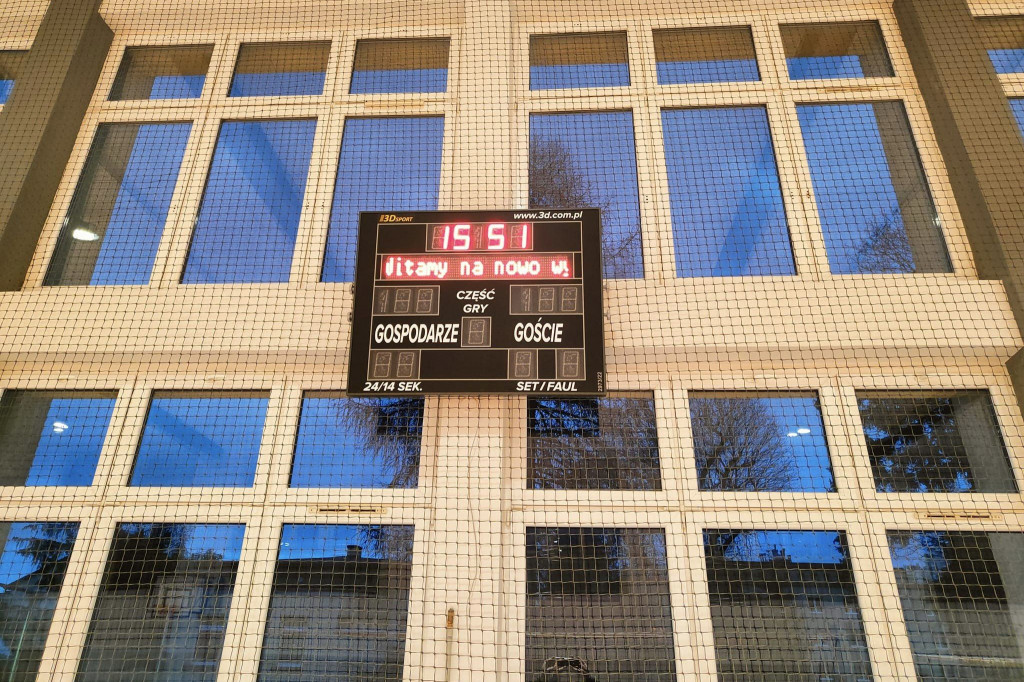 3D SPORT
www.3d.com.pl
15 51
Witamy na nowo
CZĘŚĆ
GRY
GOSPODARZE
GOŚCIE
24/14 SEK.
SET / FAUL